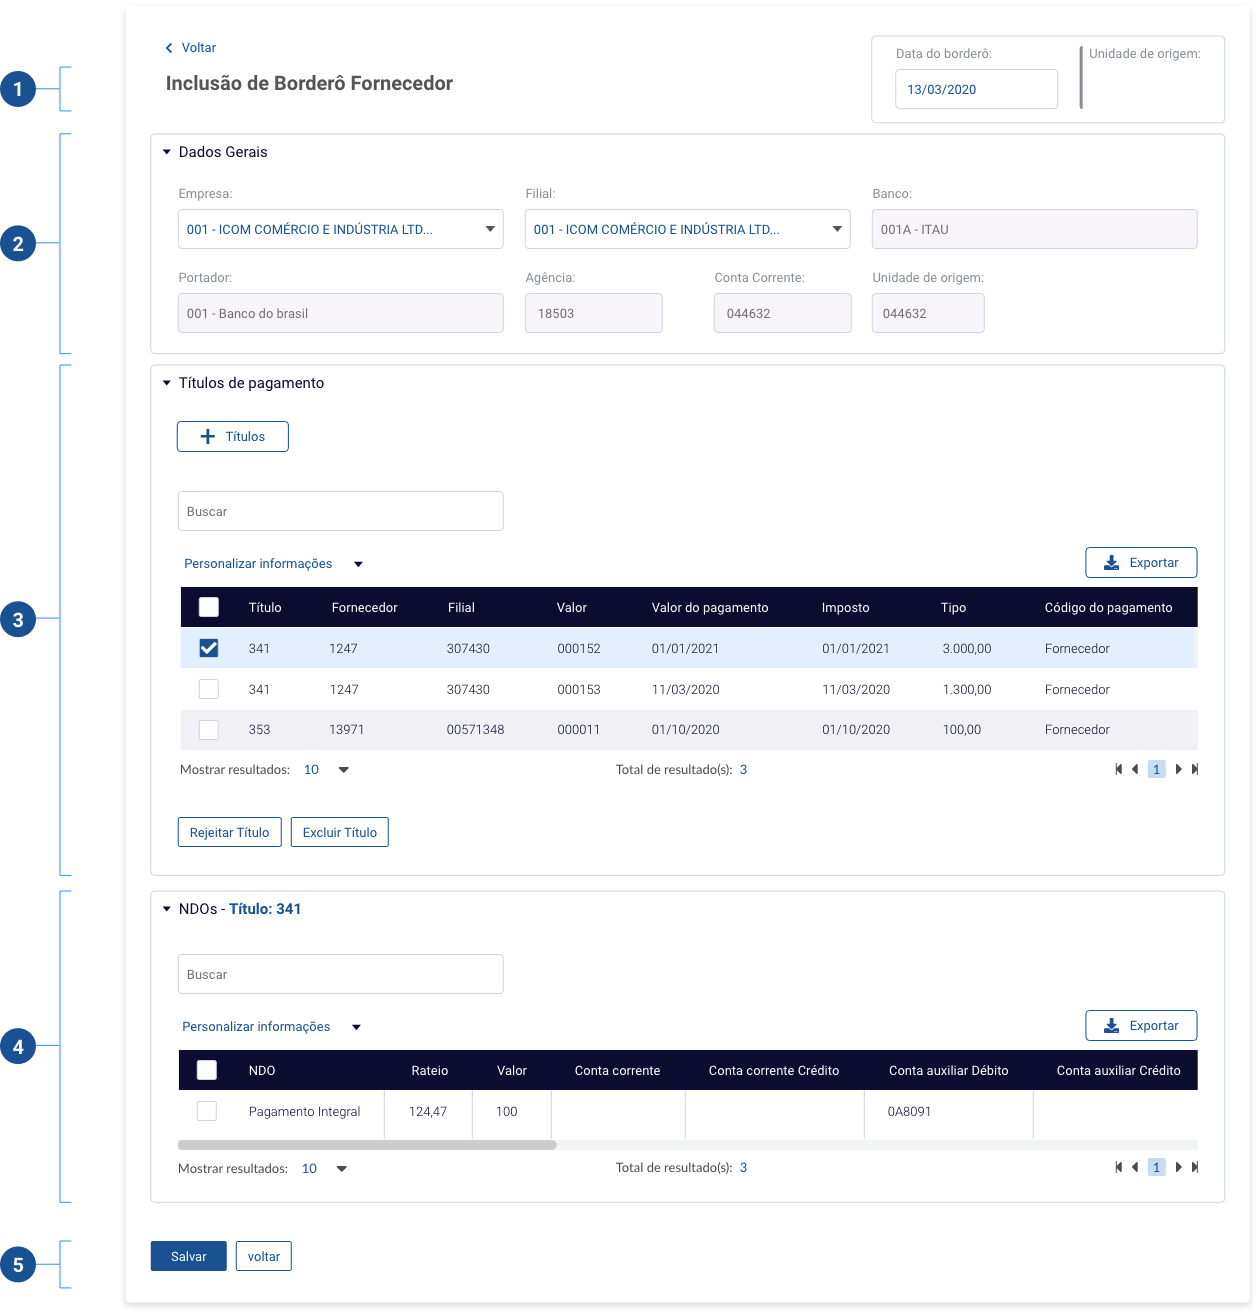 Voltar
1
Inclusão de Borderô Fornecedor
Data do borderô:
13/03/2020
Unidade de origem:
2
Dados Gerais
Empresa: Filial: Banco:
001 - ICOM COMÉRCIO E INDÚSTRIA LTD... 001 - ICOM COMÉRCIO E INDÚSTRIA LTD... 001A - ITAU
Portador: Agência: Conta Corrente: Unidade de origem:
001 - Banco do brasil 18503 044632 044632
3
Títulos de pagamento
Títulos
Buscar
Personalizar informações Exportar
Título Fornecedor Filial Valor Valor do pagamento Imposto Tipo Código do pagamento
341 1247 307430 000152 01/01/2021 01/01/2021 3.000,00 Fornecedor
341 1247 307430 000153 11/03/2020 11/03/2020 1.300,00 Fornecedor
353 13971 00571348 000011 01/10/2020 01/10/2020 100,00 Fornecedor
Mostrar resultados: 10 Total de resultado(s): 3 1
Rejeitar Título Excluir Título
4
NDOs - Título: 341
Buscar
Personalizar informações Exportar
NDO Rateio Valor Conta corrente Conta corrente Crédito Conta auxiliar Débito Conta auxiliar Crédito
Pagamento Integral 124,47 100 0A8091
Mostrar resultados: 10 Total de resultado(s): 3 1
5
Salvar voltar